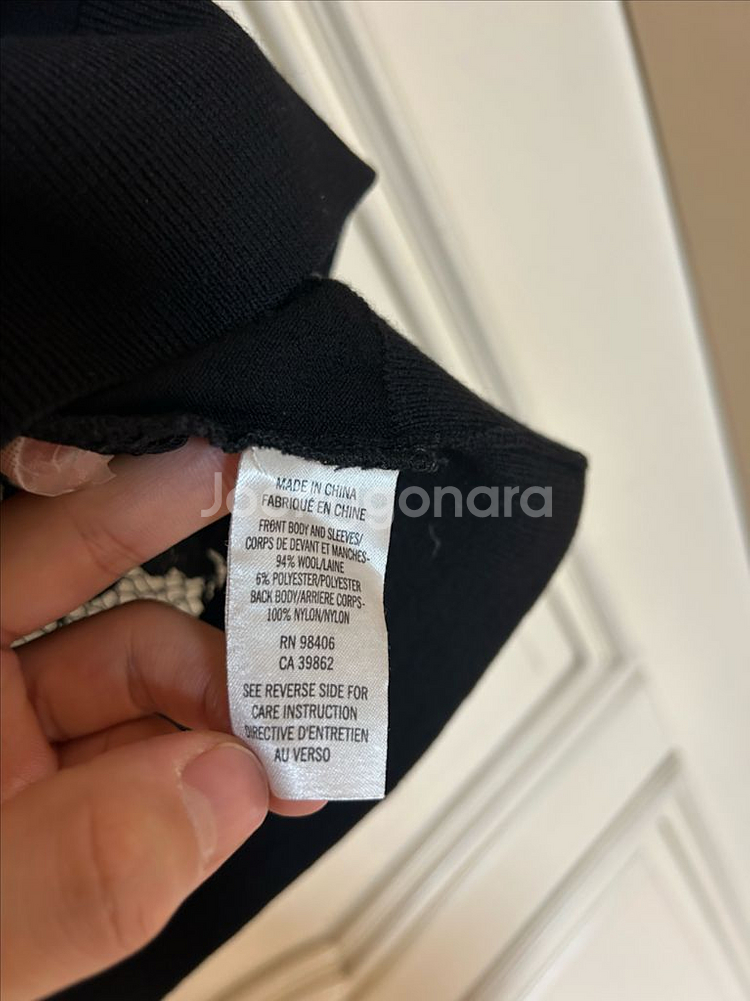 MADE IN CHINA
FABRIQUÉ EN CHINE
FRONT BODY AND SLEEVES/
CORPS DE DEVANT ET MANCHES-
94% WOOL/LAINE
6% POLYESTER/POLYESTER
BACK BODY/ARRIERE CORPS-
100% NYLON/NYLON
RN 98406
CA 39862
SEE REVERSE SIDE FOR
CARE INSTRUCTION
DIRECTIVE D'ENTRETIEN
AU VERSO